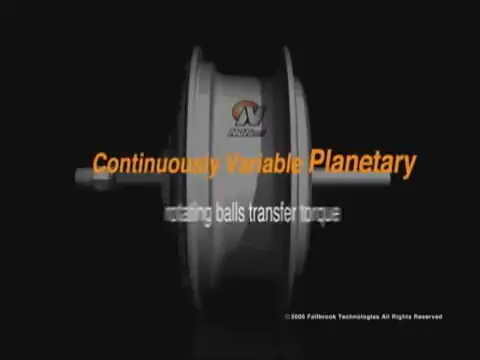 Continuously Variable Planetary
rotating balls transfer torque
©2006 Fallbrook Technologies All Rights Reserved